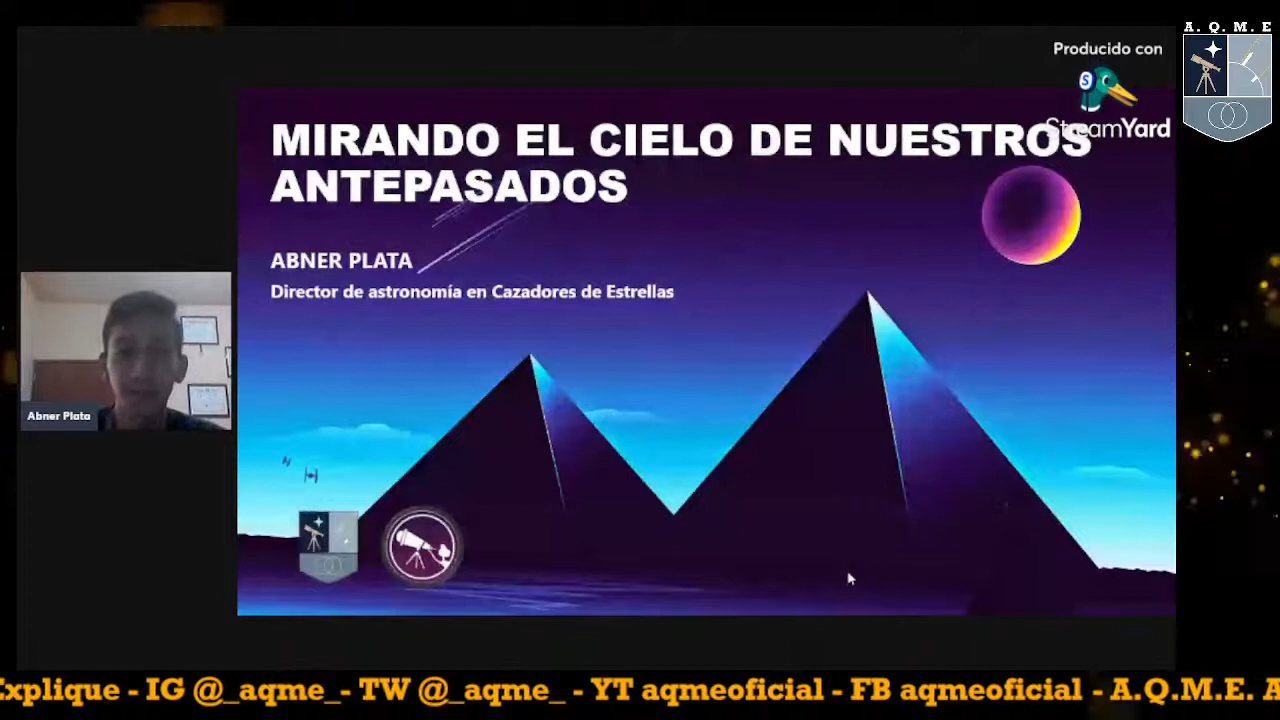 A. Q. M. E
Producido con
StreamYard
MIRANDO EL CIELO DE NUESTROS
ANTEPASADOS
ABNER PLATA
Director de astronomía en Cazadores de Estrellas
Abner Plata
Explique - IG @_aqme_- TW @_aqme_ - YT aqmeoficial - FB aqmeoficial - A.Q.M.E. A